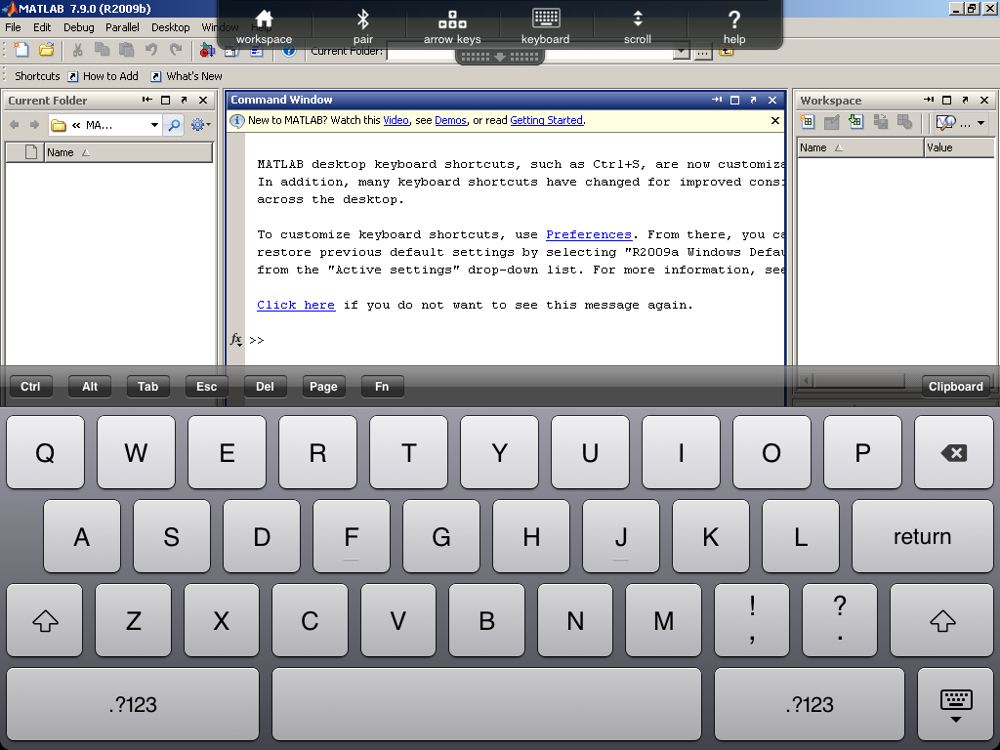 MATLAB 7.9.0 (R2009b)
File Edit Debug Parallel Desktop Window Help
workspace pair arrow keys keyboard scroll help
Current Folder:
Shortcuts How to Add What's New
Current Folder
« MA...
Name
Command Window
New to MATLAB? Watch this Video, see Demos, or read Getting Started.
MATLAB desktop keyboard shortcuts, such as Ctrl+S, are now customiza
In addition, many keyboard shortcuts have changed for improved cons
across the desktop.
To customize keyboard shortcuts, use Preferences. From there, you ca
restore previous default settings by selecting "R2009a Windows Defau
from the "Active settings" drop-down list. For more information, see
Click here if you do not want to see this message again.
fx >>
Workspace
...
Name Value
Ctrl Alt Tab Esc Del Page Fn Clipboard
Q W E R T Y U I O P
A S D F G H J K L return
Z X C V B N M ! , ? .
.?123 .?123